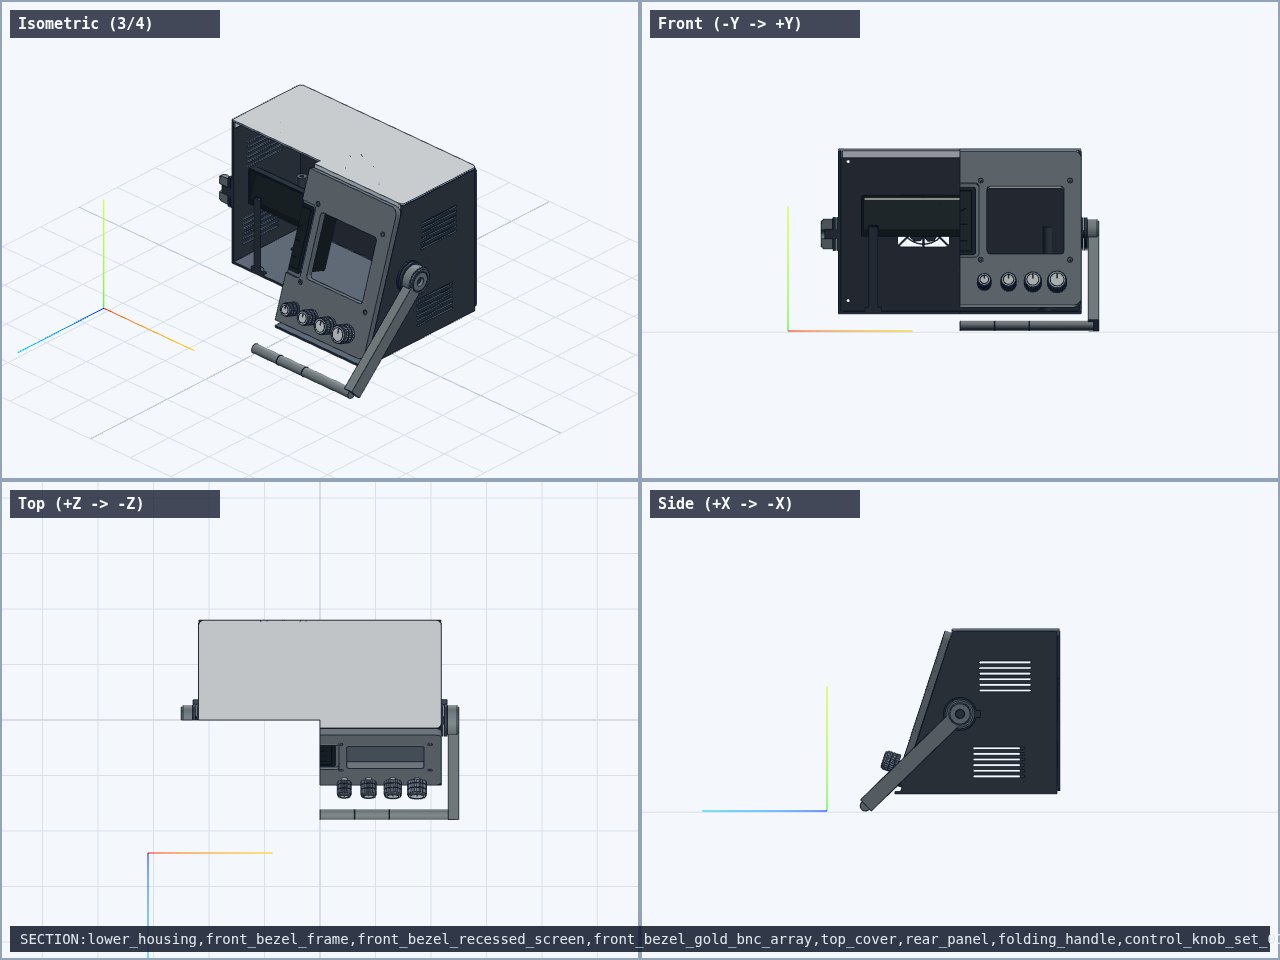 Isometric (3/4)
Front (-Y -> +Y)
Top (+Z -> -Z)
Side (+X -> -X)
SECTION:lower_housing,front_bezel_frame,front_bezel_recessed_screen,front_bezel_gold_bnc_array,top_cover,rear_panel,folding_handle,control_knob_set_